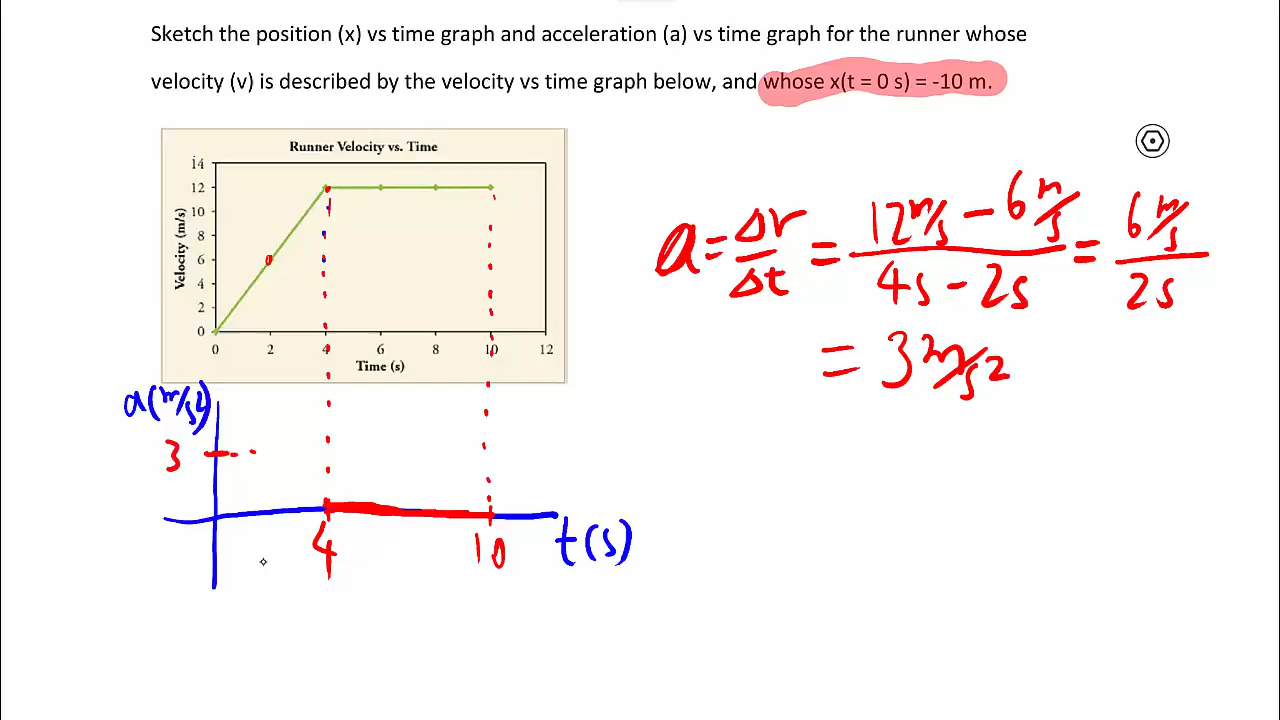 Sketch the position (x) vs time graph and acceleration (a) vs time graph for the runner whose
velocity (v) is described by the velocity vs time graph below, and whose x(t = 0 s) = -10 m.
Runner Velocity vs. Time
Velocity (m/s)
14
12
10
8
6
4
2
0
0 2 4 6 8 10 12
Time (s)
a = Δv/Δt = (12 m/s - 6 m/s)/(4s - 2s) = 6 m/s / 2s
= 3 m/s2
a(m/s2)
3
4 10 t(s)